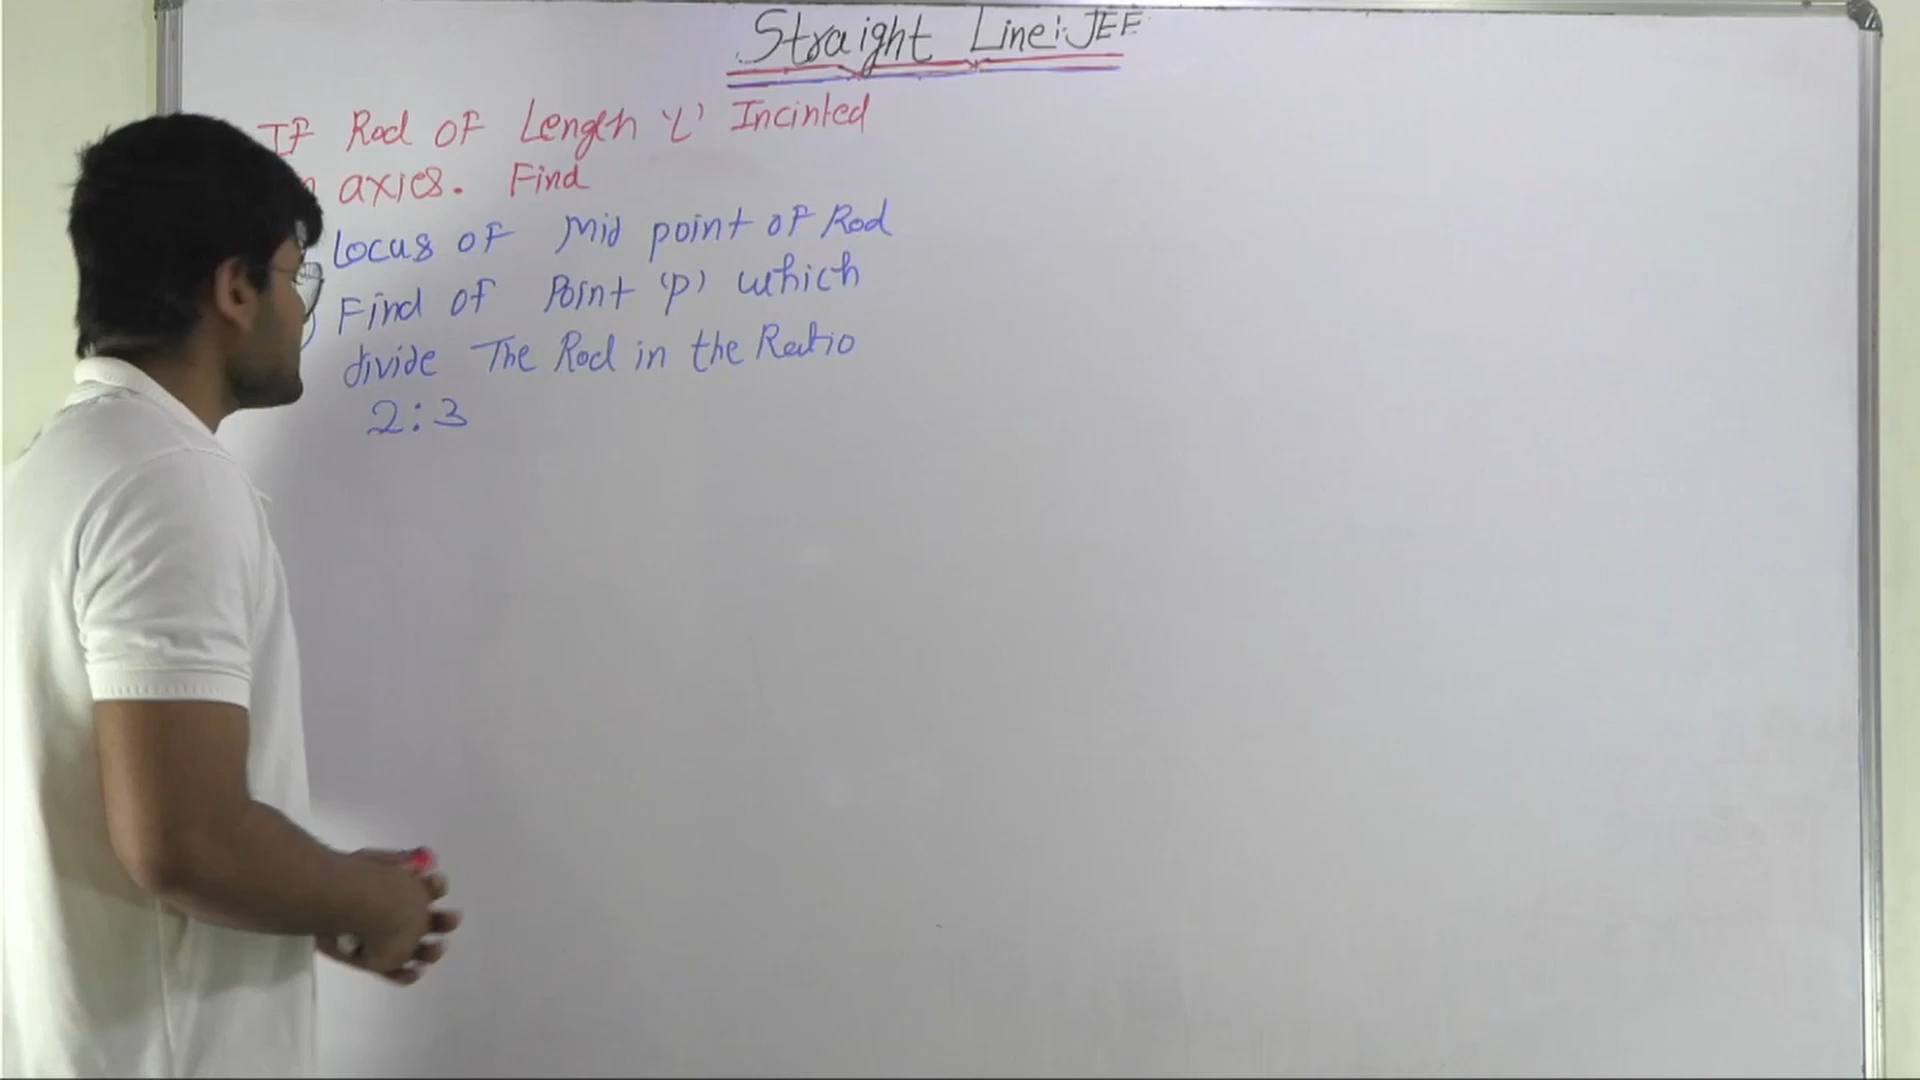 Straight Line: JEE
If Rod of Length 'L' Incinted
axies. Find
Locus of Mid point of Rod
Find of Point 'p' which
divide The Rod in the Ratio
2:3